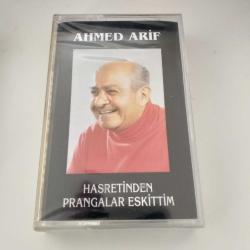 AHMED ARİF
HASRETİNDEN
PRANGALAR ESKİTTİM